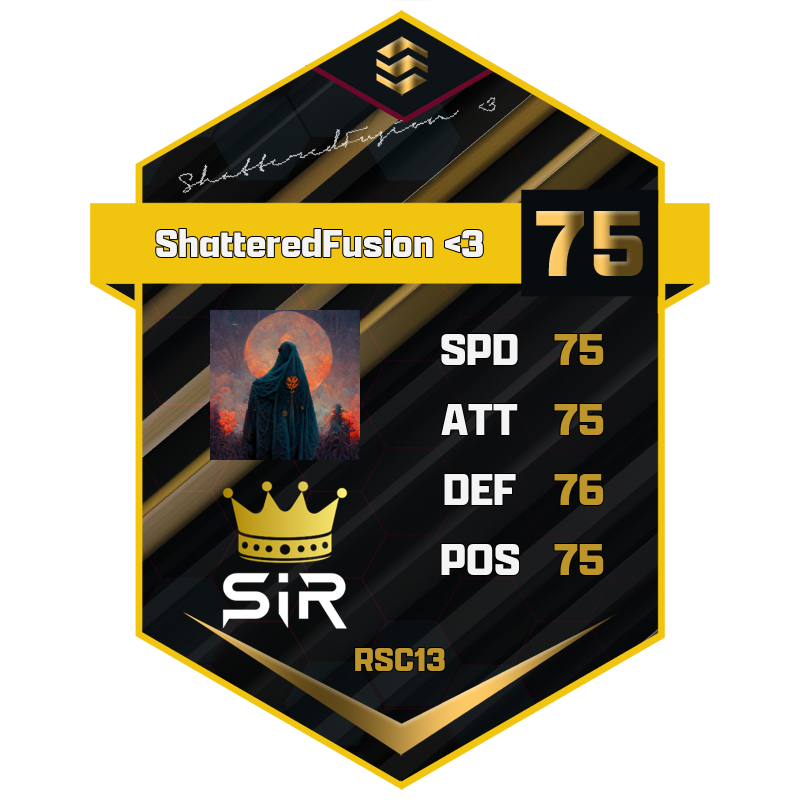 ShatteredFusion <3
ShatteredFusion <3 75
SPD 75
ATT 75
DEF 76
POS 75
SiR
RSC13